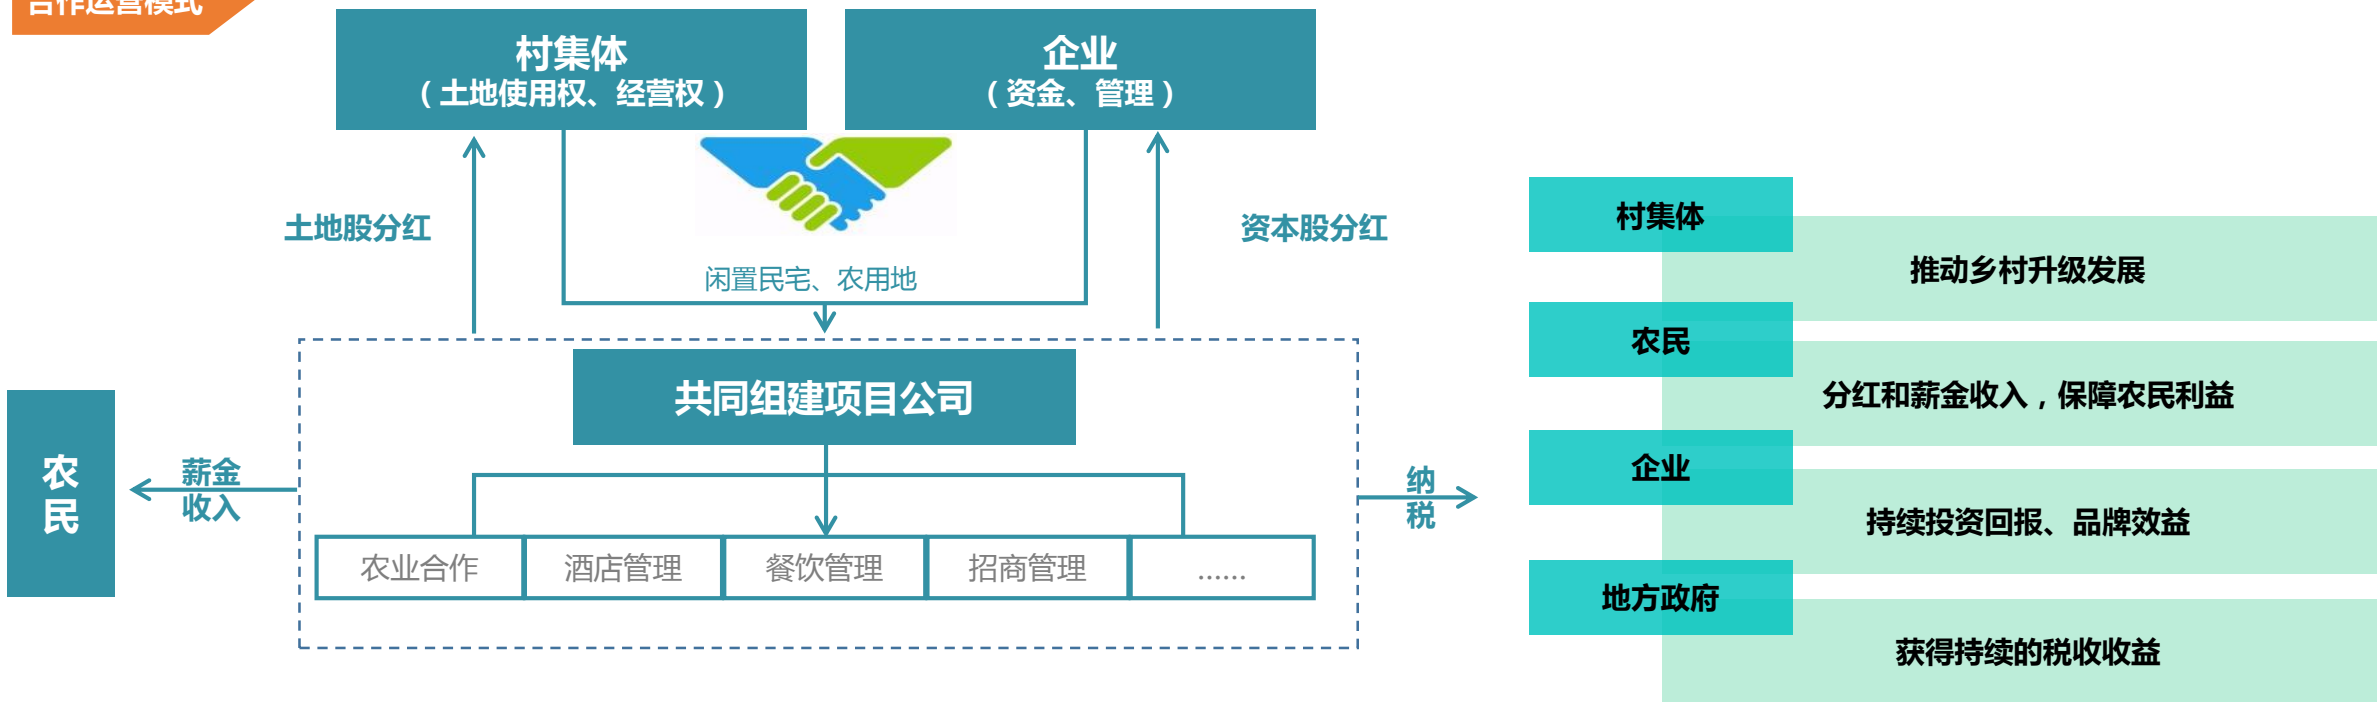 合作运营模式
村集体
（土地使用权、经营权）
企业
（资金、管理）
土地股分红
资本股分红
闲置民宅、农用地
共同组建项目公司
农
民
薪金
收入
纳
税
农业合作
酒店管理
餐饮管理
招商管理
……
村集体
推动乡村升级发展
农民
分红和薪金收入，保障农民利益
企业
持续投资回报、品牌效益
地方政府
获得持续的税收收益